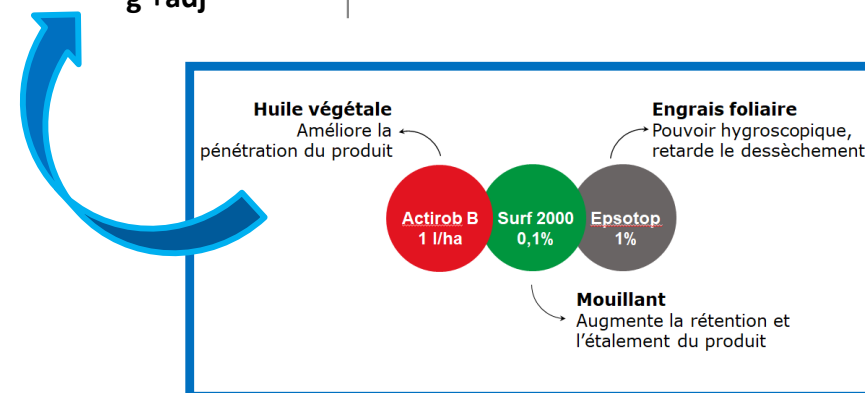 g +adj
Huile végétale
Améliore la
pénétration du produit
Engrais foliaire
Pouvoir hygroscopique,
retarde le dessèchement
Actirob B
1 l/ha
Surf 2000
0,1%
Epsotop
1%
Mouillant
Augmente la rétention et
l’étalement du produit